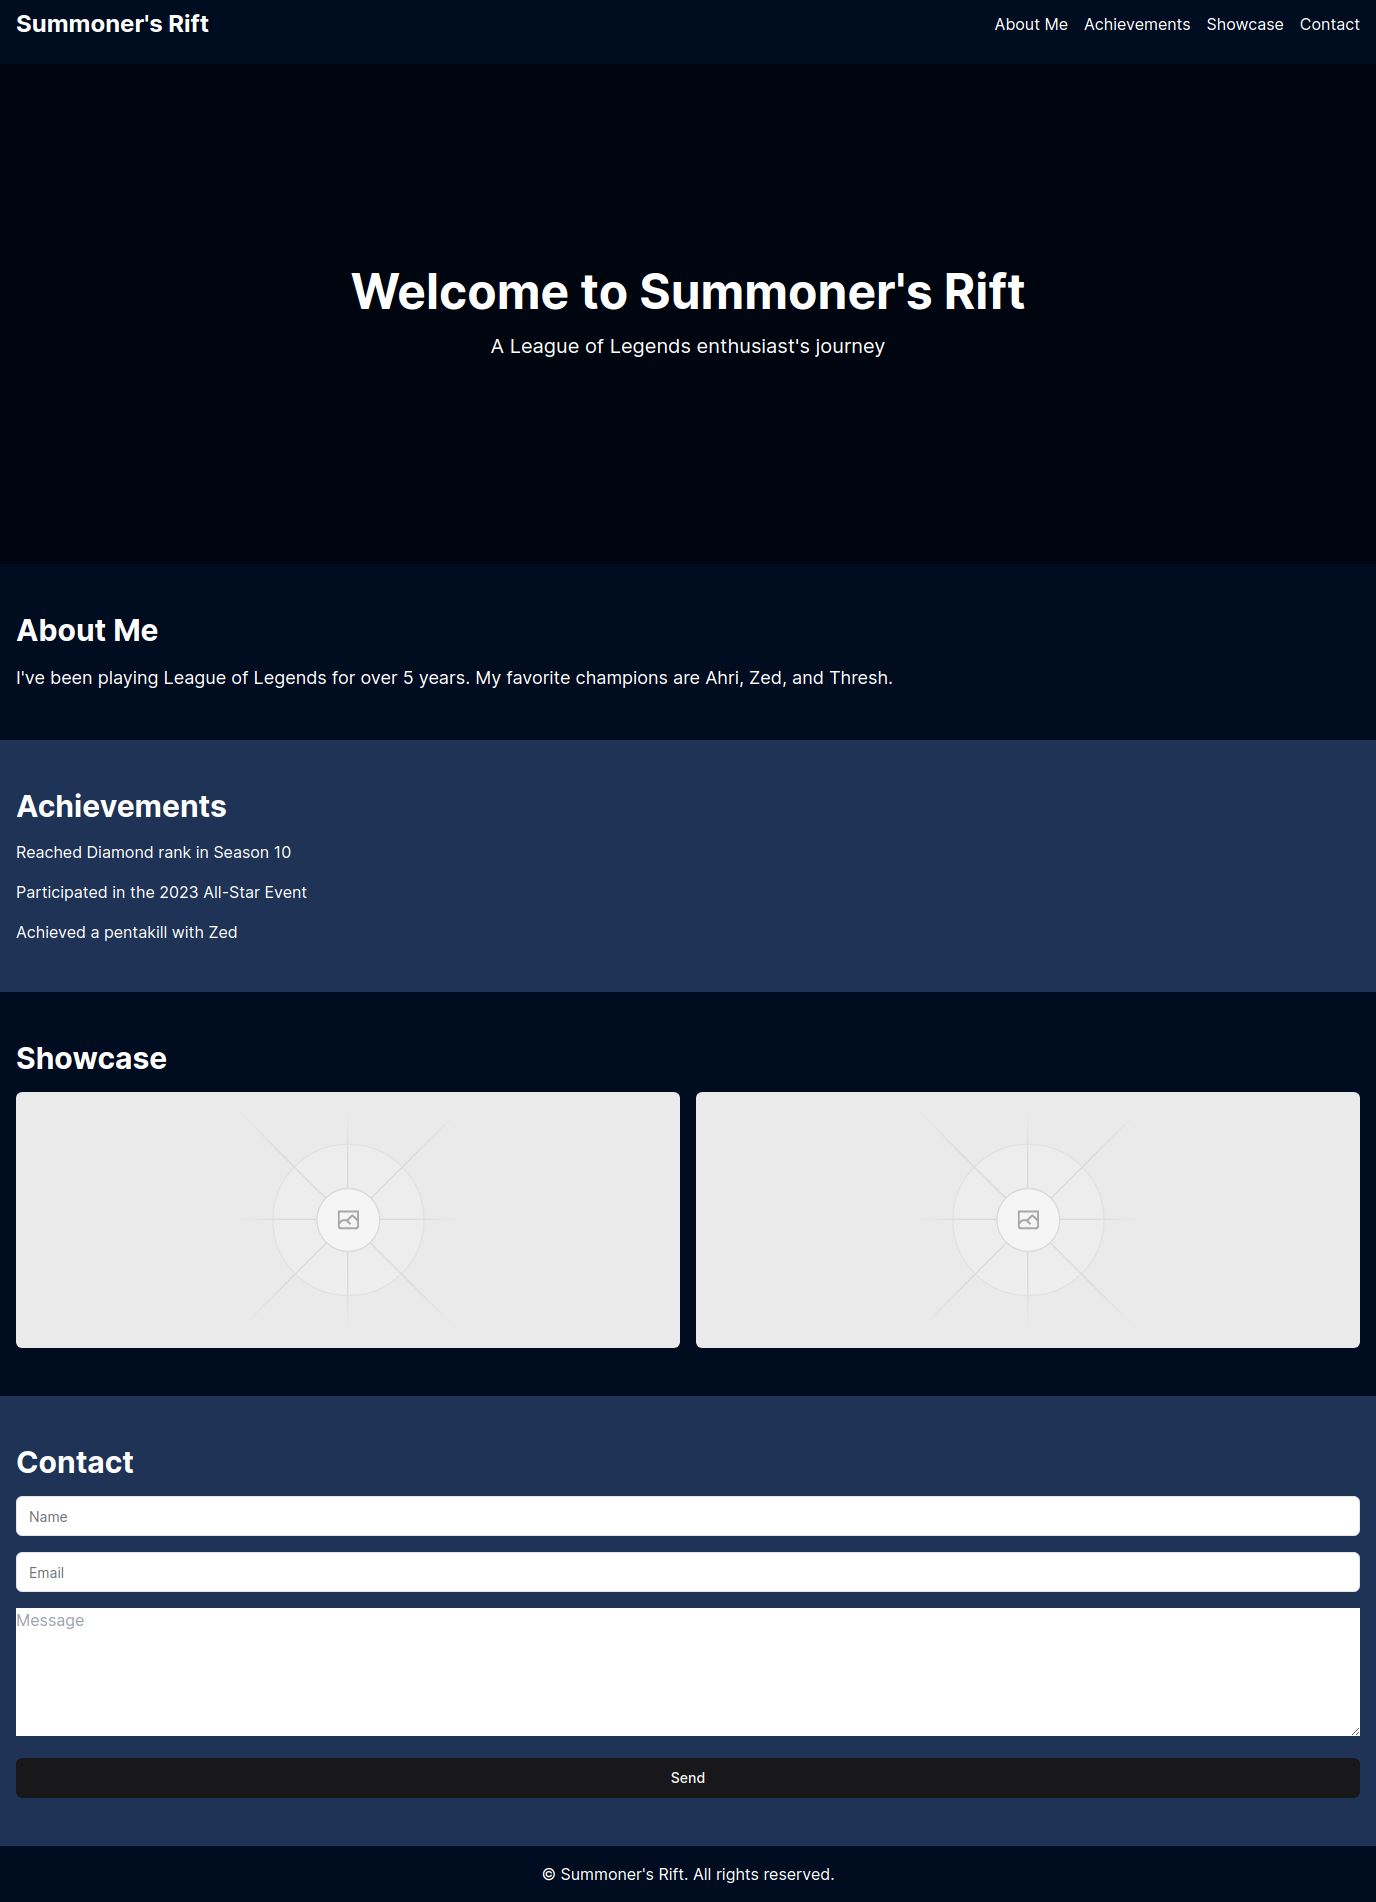 Summoner's Rift
About Me Achievements Showcase Contact
Welcome to Summoner's Rift
A League of Legends enthusiast's journey
About Me
I've been playing League of Legends for over 5 years. My favorite champions are Ahri, Zed, and Thresh.
Achievements
Reached Diamond rank in Season 10
Participated in the 2023 All-Star Event
Achieved a pentakill with Zed
Showcase
Contact
Name
Email
Message
Send
© Summoner's Rift. All rights reserved.